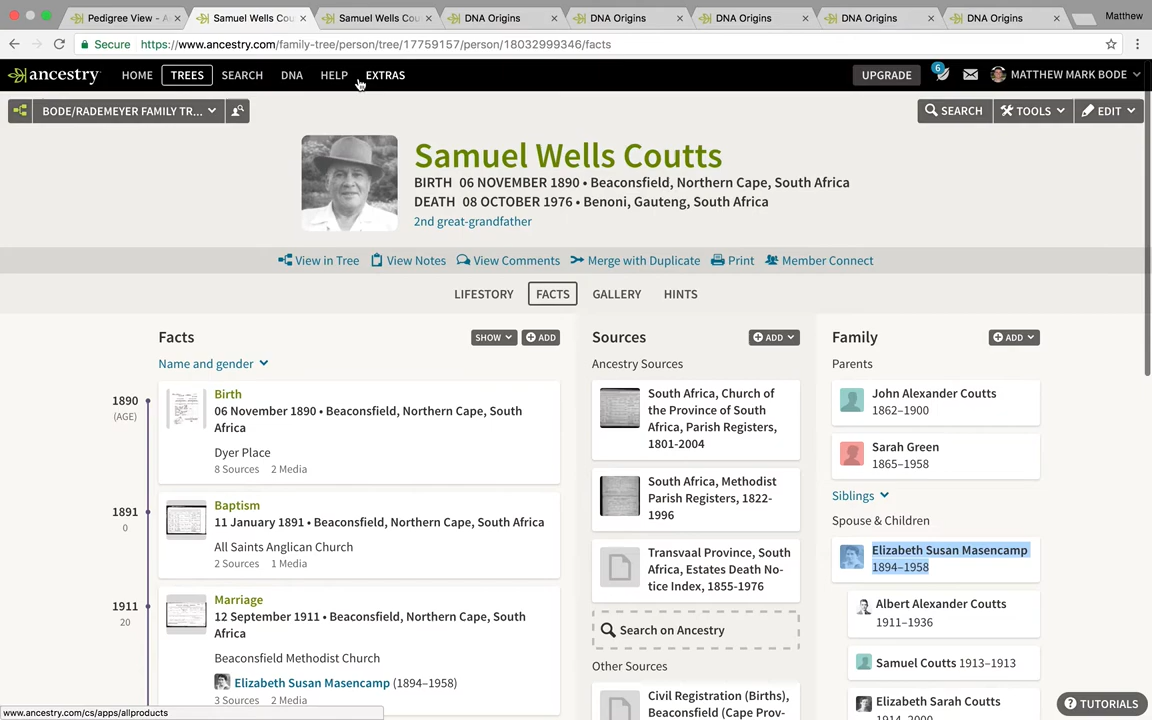 Pedigree View - A
Samuel Wells Cou
Samuel Wells Cou
DNA Origins
DNA Origins
DNA Origins
DNA Origins
DNA Origins
Matthew
Secure https://www.ancestry.com/family-tree/person/tree/17759157/person/18032999346/facts
ancestry
HOME
TREES
SEARCH
DNA
HELP
EXTRAS
UPGRADE
6
MATTHEW MARK BODE
BODE/RADEMEYER FAMILY TR...
SEARCH
TOOLS
EDIT
Samuel Wells Coutts
BIRTH 06 NOVEMBER 1890 • Beaconsfield, Northern Cape, South Africa
DEATH 08 OCTOBER 1976 • Benoni, Gauteng, South Africa
2nd great-grandfather
View in Tree
View Notes
View Comments
Merge with Duplicate
Print
Member Connect
LIFESTORY
FACTS
GALLERY
HINTS
Facts
SHOW
ADD
Name and gender
1890
(AGE)
Birth
06 November 1890 • Beaconsfield, Northern Cape, South
Africa
Dyer Place
8 Sources 2 Media
1891
0
Baptism
11 January 1891 • Beaconsfield, Northern Cape, South Africa
All Saints Anglican Church
2 Sources 1 Media
1911
20
Marriage
12 September 1911 • Beaconsfield, Northern Cape, South
Africa
Beaconsfield Methodist Church
Elizabeth Susan Masencamp (1894–1958)
3 Sources 2 Media
Sources
ADD
Ancestry Sources
South Africa, Church of
the Province of South
Africa, Parish Registers,
1801-2004
South Africa, Methodist
Parish Registers, 1822-
1996
Transvaal Province, South
Africa, Estates Death No-
tice Index, 1855-1976
Search on Ancestry
Other Sources
Civil Registration (Births),
Beaconsfield (Cape Prov-
Family
ADD
Parents
John Alexander Coutts
1862–1900
Sarah Green
1865–1958
Siblings
Spouse & Children
Elizabeth Susan Masencamp
1894–1958
Albert Alexander Coutts
1911–1936
Samuel Coutts 1913–1913
Elizabeth Sarah Coutts
1914–2000
TUTORIALS
www.ancestry.com/cs/apps/allproducts